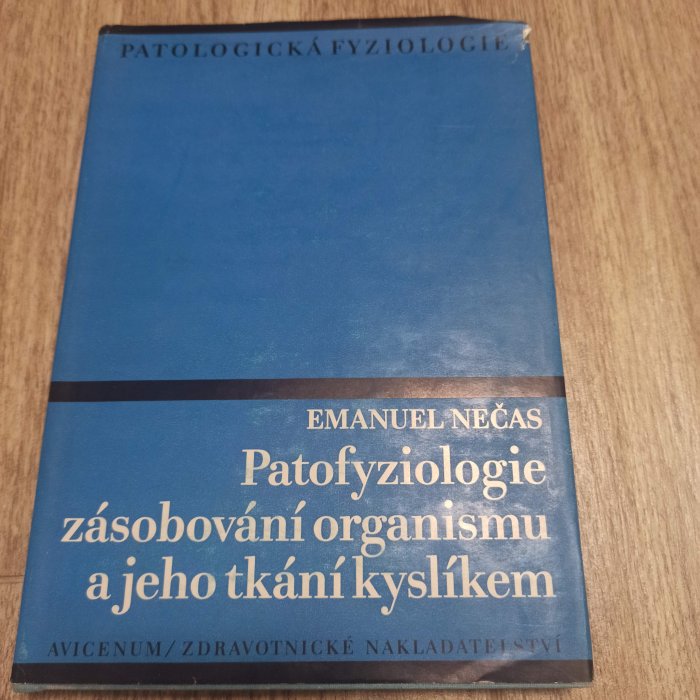 PATOLOGICKÁ FYZIOLOGIE
EMANUEL NEČAS
Patofyziologie
zásobování organismu
a jeho tkání kyslíkem
AVICENUM/ZDRAVOTNICKÉ NAKLADATELSTVÍ